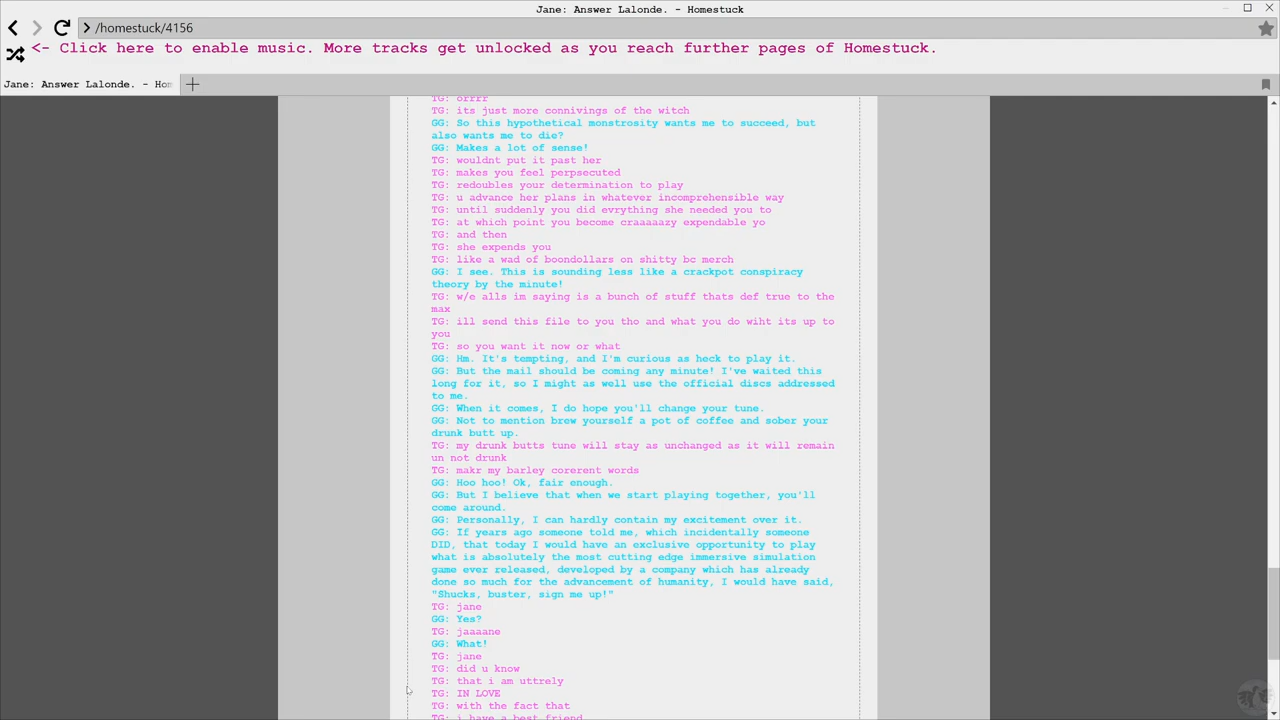 Jane: Answer Lalonde. - Homestuck
/homestuck/4156
<- Click here to enable music. More tracks get unlocked as you reach further pages of Homestuck.
Jane: Answer Lalonde. - Hom
TG: orrrr
TG: its just more connivings of the witch
GG: So this hypothetical monstrosity wants me to succeed, but
also wants me to die?
GG: Makes a lot of sense!
TG: wouldnt put it past her
TG: makes you feel perpsecuted
TG: redoubles your determination to play
TG: u advance her plans in whatever incomprehensible way
TG: until suddenly you did evrything she needed you to
TG: at which point you become craaaaazy expendable yo
TG: and then
TG: she expends you
TG: like a wad of boondollars on shitty bc merch
GG: I see. This is sounding less like a crackpot conspiracy
theory by the minute!
TG: w/e alls im saying is a bunch of stuff thats def true to the
max
TG: ill send this file to you tho and what you do wiht its up to
you
TG: so you want it now or what
GG: Hm. It's tempting, and I'm curious as heck to play it.
GG: But the mail should be coming any minute! I've waited this
long for it, so I might as well use the official discs addressed
to me.
GG: When it comes, I do hope you'll change your tune.
GG: Not to mention brew yourself a pot of coffee and sober your
drunk butt up.
TG: my drunk butts tune will stay as unchanged as it will remain
un not drunk
TG: makr my barley corerent words
GG: Hoo hoo! Ok, fair enough.
GG: But I believe that when we start playing together, you'll
come around.
GG: Personally, I can hardly contain my excitement over it.
GG: If years ago someone told me, which incidentally someone
DID, that today I would have an exclusive opportunity to play
what is absolutely the most cutting edge immersive simulation
game ever released, developed by a company which has already
done so much for the advancement of humanity, I would have said,
"Shucks, buster, sign me up!"
TG: jane
GG: Yes?
TG: jaaaane
GG: What!
TG: jane
TG: did u know
TG: that i am uttrely
TG: IN LOVE
TG: with the fact that
TG: i have a best friend